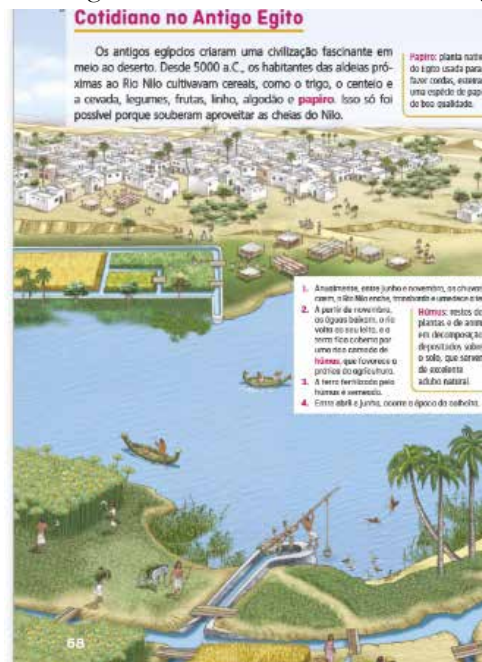 Cotidiano no Antigo Egito
Os antigos egípcios criaram uma civilização fascinante em
meio ao deserto. Desde 5000 a.C., os habitantes das aldeias pró-
ximas ao Rio Nilo cultivavam cereais, como o trigo, o centeio e
a cevada, legumes, frutas, linho, algodão e papiro. Isso só foi
possível porque souberam aproveitar as cheias do Nilo.
Papiro: planta nativ
do Egito usada para
fazer cordas, esteira
uma espécie de pap
de boa qualidade.
1. Anualmente, entre junho e novembro, as chuvas
caem, o Rio Nilo enche, transborda e umedece a te
2. A partir de novembro,
as águas baixam, o rio
volta ao seu leito, e a
terra fica coberta por
uma rica camada de
húmus, que favorece a
prática da agricultura.
3. A terra fertilizada pelo
húmus é semeada.
4. Entre abril e junho, ocorre a época da colheita.
Húmus: restos de
plantas e de anim
em decomposição
depositados sobre
o solo, que servem
de excelente
adubo natural.
68